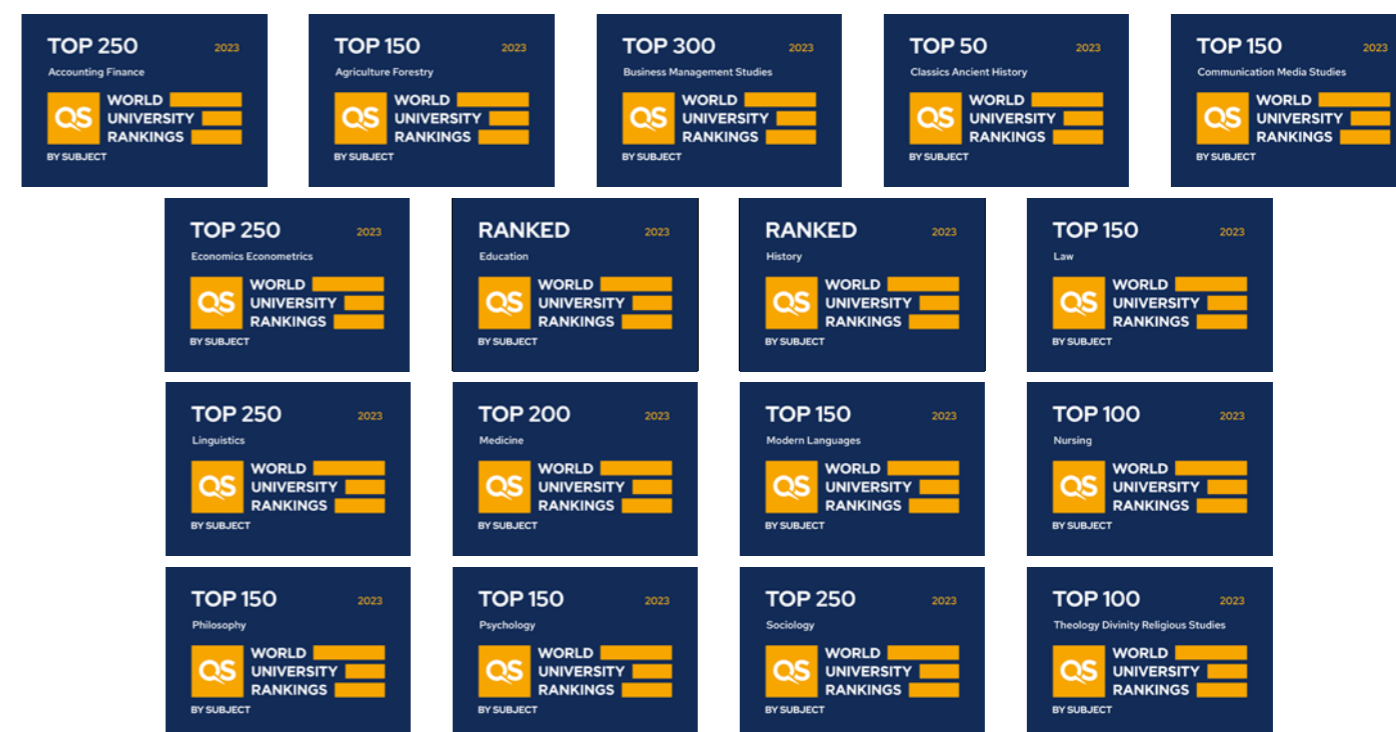 TOP 250 2023
Accounting Finance
QS WORLD
UNIVERSITY
RANKINGS
BY SUBJECT
TOP 150 2023
Agriculture Forestry
QS WORLD
UNIVERSITY
RANKINGS
BY SUBJECT
TOP 300 2023
Business Management Studies
QS WORLD
UNIVERSITY
RANKINGS
BY SUBJECT
TOP 50 2023
Classics Ancient History
QS WORLD
UNIVERSITY
RANKINGS
BY SUBJECT
TOP 150 2023
Communication Media Studies
QS WORLD
UNIVERSITY
RANKINGS
BY SUBJECT
TOP 250 2023
Economics Econometrics
QS WORLD
UNIVERSITY
RANKINGS
BY SUBJECT
RANKED 2023
Education
QS WORLD
UNIVERSITY
RANKINGS
BY SUBJECT
RANKED 2023
History
QS WORLD
UNIVERSITY
RANKINGS
BY SUBJECT
TOP 150 2023
Law
QS WORLD
UNIVERSITY
RANKINGS
BY SUBJECT
TOP 250 2023
Linguistics
QS WORLD
UNIVERSITY
RANKINGS
BY SUBJECT
TOP 200 2023
Medicine
QS WORLD
UNIVERSITY
RANKINGS
BY SUBJECT
TOP 150 2023
Modern Languages
QS WORLD
UNIVERSITY
RANKINGS
BY SUBJECT
TOP 100 2023
Nursing
QS WORLD
UNIVERSITY
RANKINGS
BY SUBJECT
TOP 150 2023
Philosophy
QS WORLD
UNIVERSITY
RANKINGS
BY SUBJECT
TOP 150 2023
Psychology
QS WORLD
UNIVERSITY
RANKINGS
BY SUBJECT
TOP 250 2023
Sociology
QS WORLD
UNIVERSITY
RANKINGS
BY SUBJECT
TOP 100 2023
Theology Divinity Religious Studies
QS WORLD
UNIVERSITY
RANKINGS
BY SUBJECT